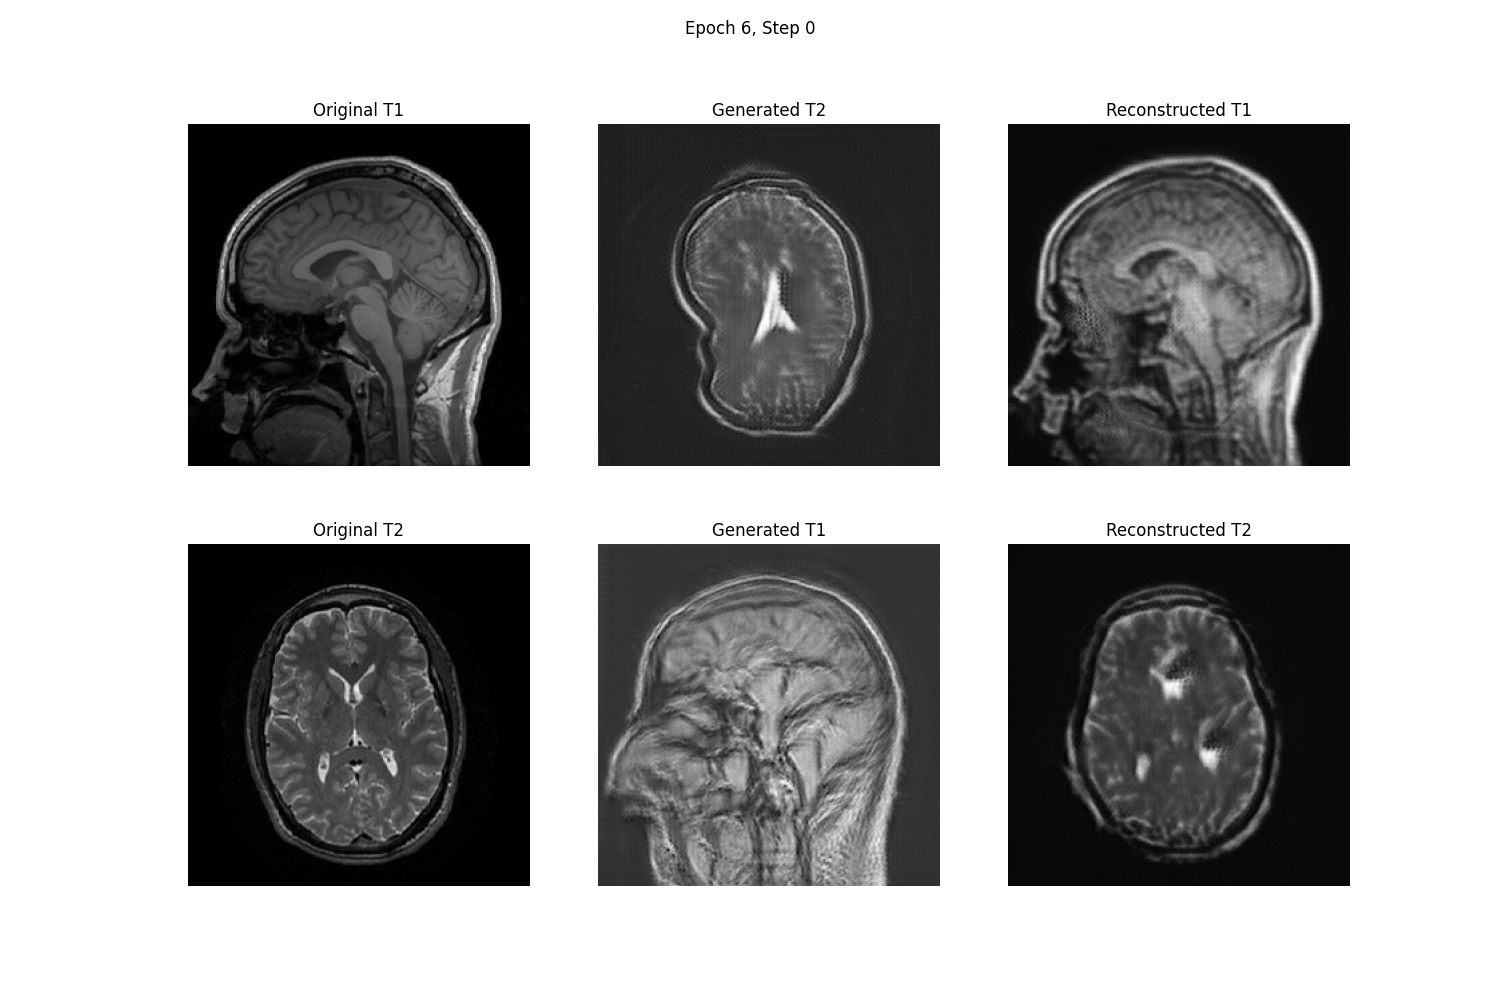 Epoch 6, Step 0
Original T1
Generated T2
Reconstructed T1
Original T2
Generated T1
Reconstructed T2